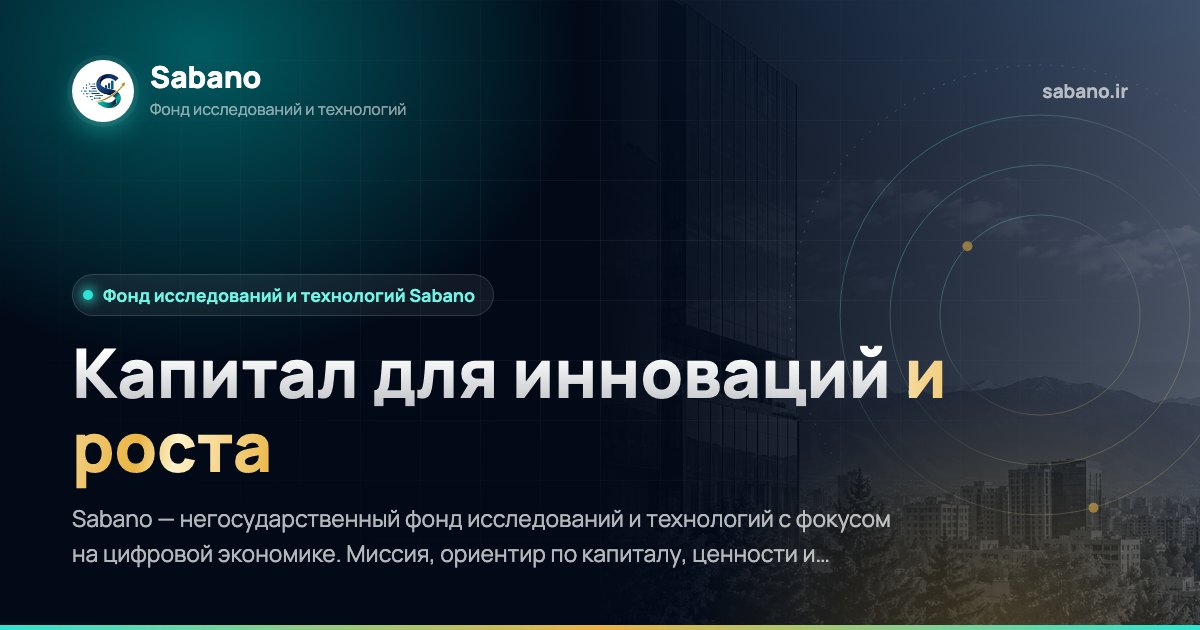 Sabano
Фонд исследований и технологий
sabano.ir
Фонд исследований и технологий Sabano
Капитал для инноваций и
роста
Sabano — негосударственный фонд исследований и технологий с фокусом
на цифровой экономике. Миссия, ориентир по капиталу, ценности и…